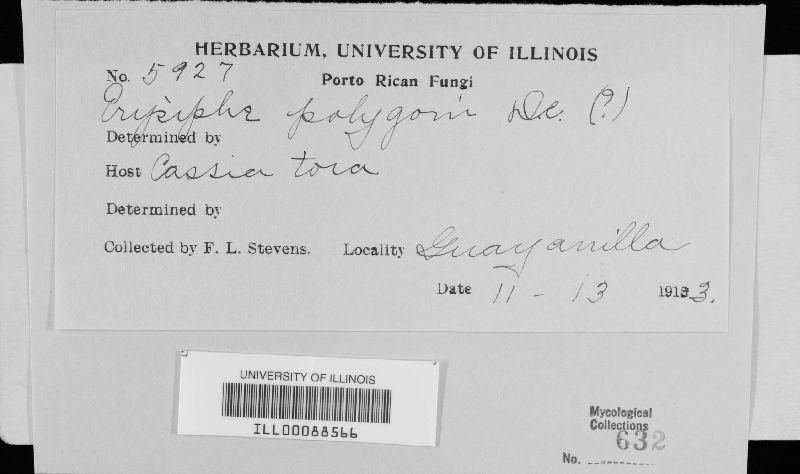 HERBARIUM, UNIVERSITY OF ILLINOIS
No. 5927 Porto Rican Fungi
Erysiphe polygoni Dc. (?)
Determined by
Host Cassia tora
Determined by
Collected by F. L. Stevens. Locality Guayanilla
Date 11 - 13 1913.
UNIVERSITY OF ILLINOIS
ILL00088566
Mycological
Collections
632
No.